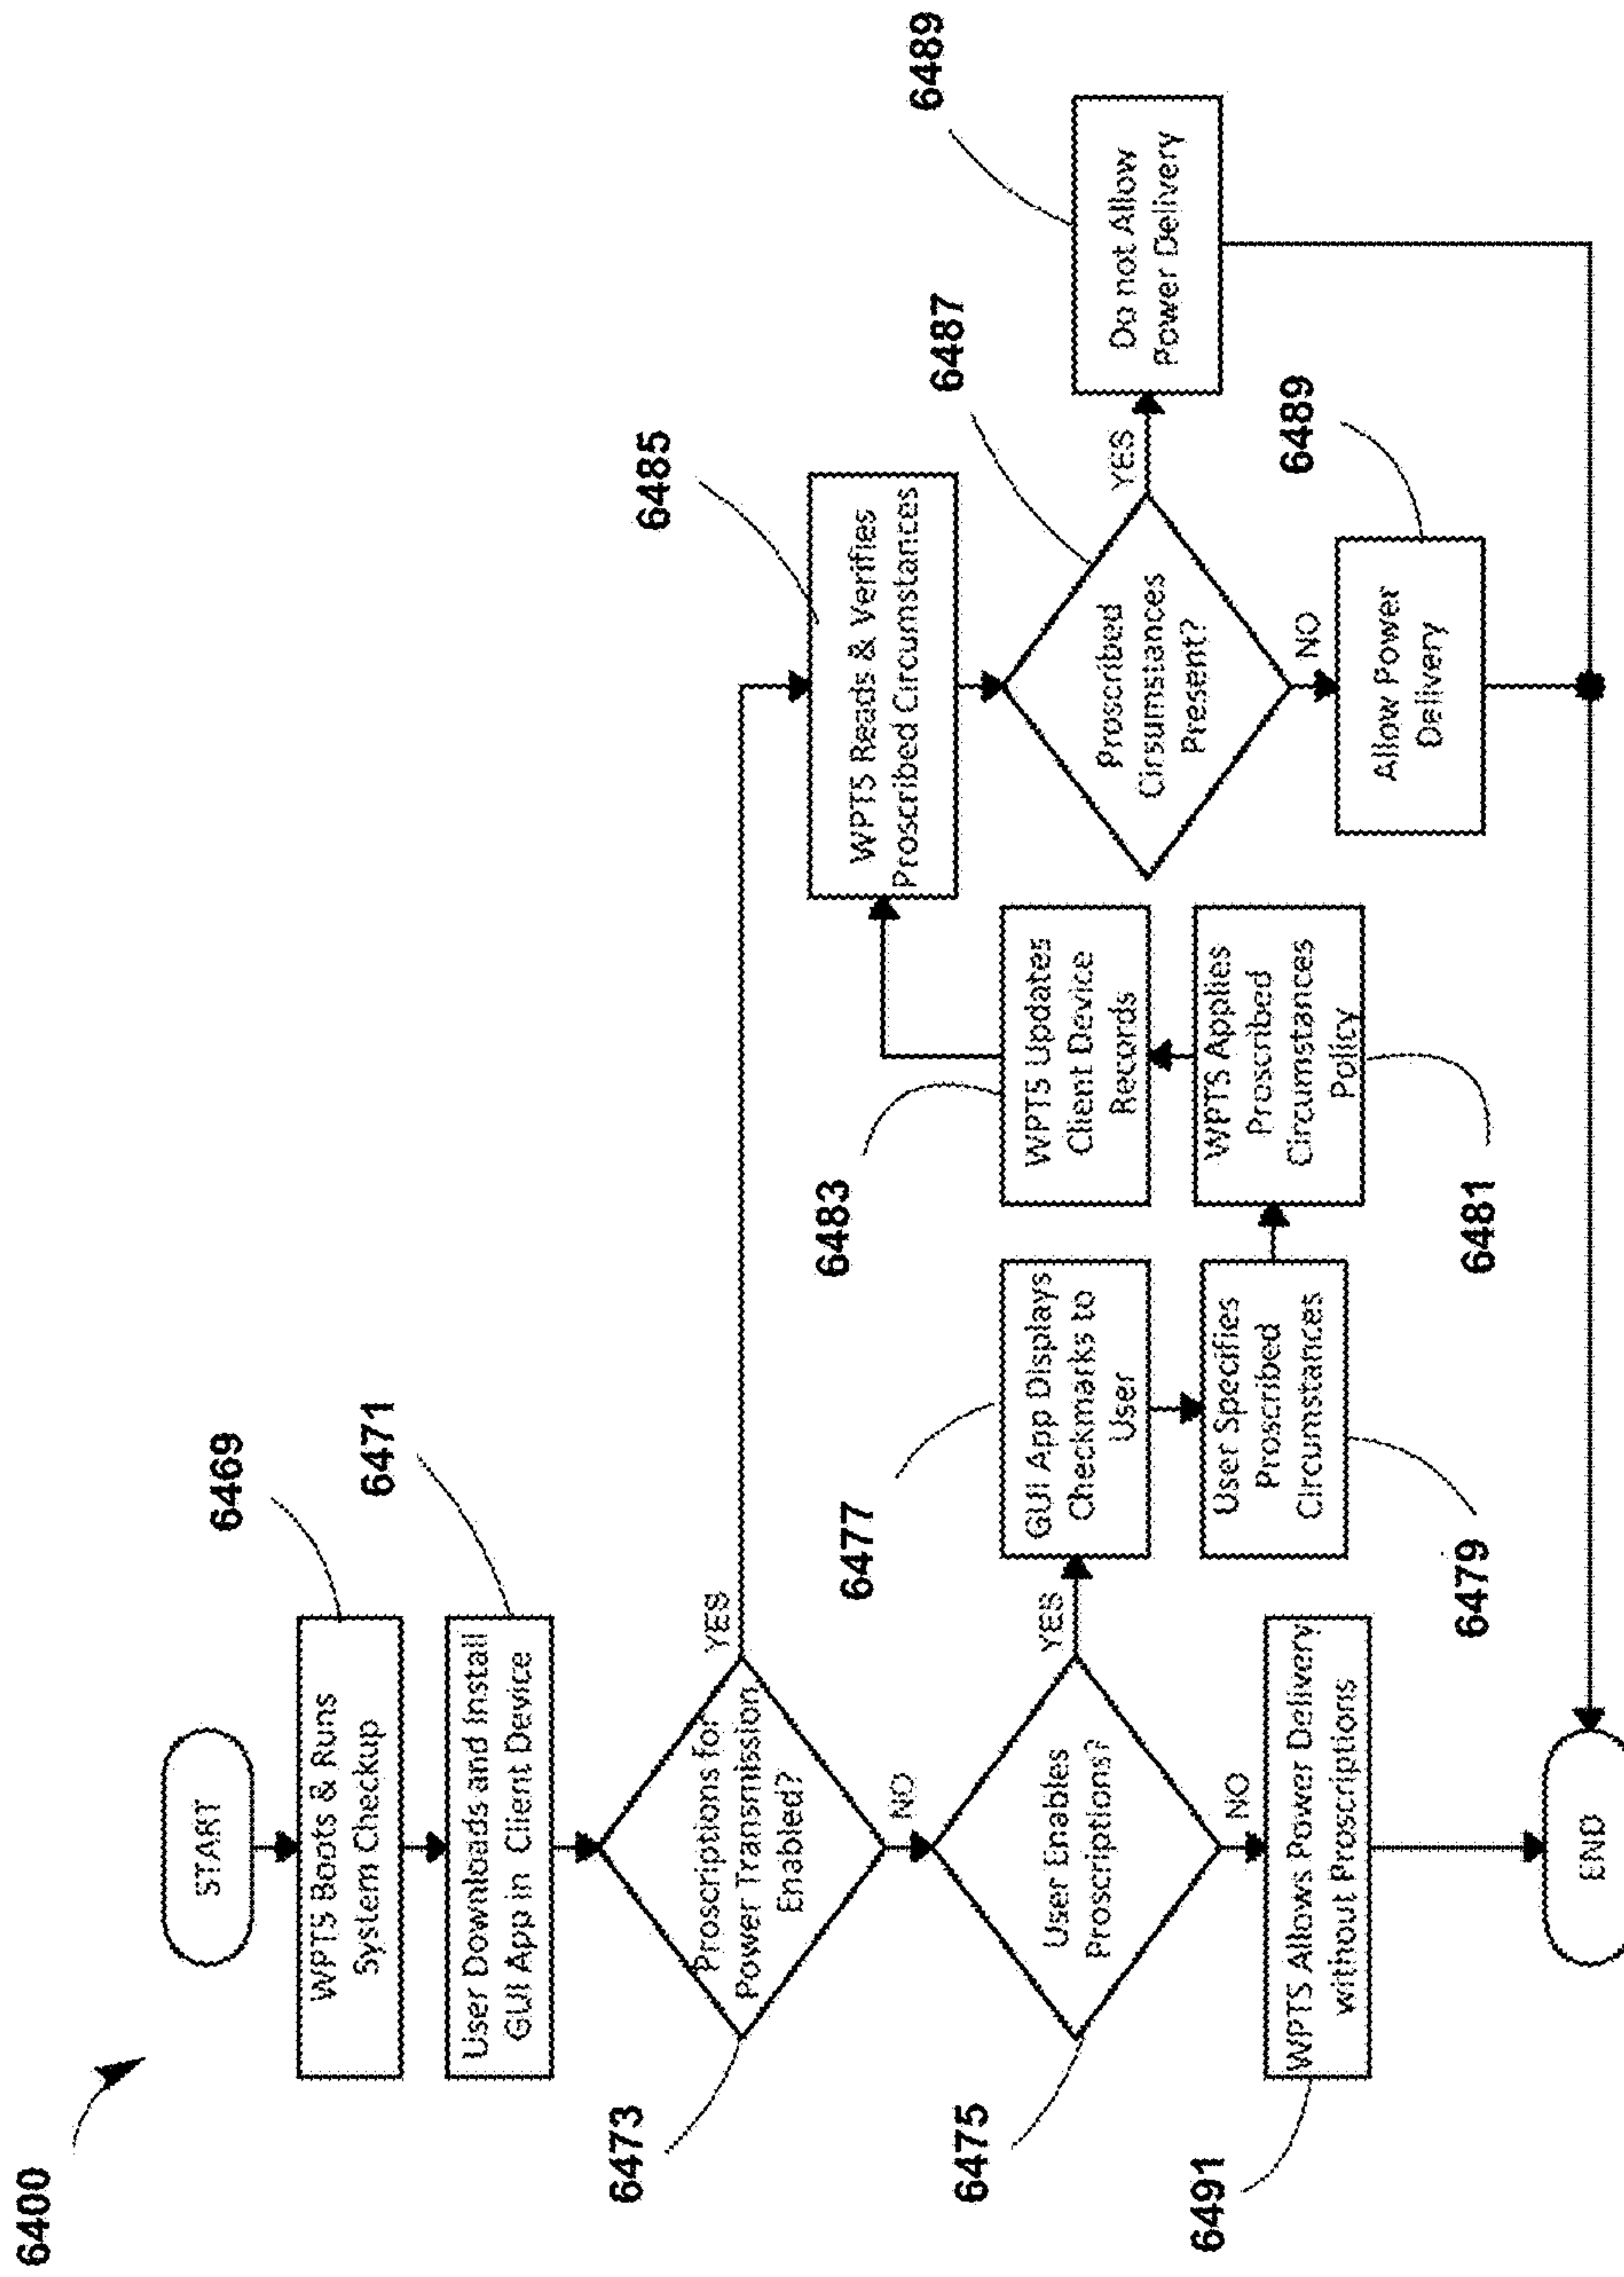 6400
START
WPTS Boots & Runs
System Checkup
6469
User Downloads and Install
GUI App in Client Device
6471
Proscriptions for
Power Transmission
Enabled?
6473
YES
NO
User Enables
Proscriptions?
6475
YES
NO
WPTS Allows Power Delivery
without Proscriptions
6491
GUI App Displays
Checkmarks to
User
6477
User Specifies
Proscribed
Circumstances
6479
WPTS Applies
Proscribed
Circumstances
Policy
6481
WPTS Updates
Client Device
Records
6483
WPTS Reads & Verifies
Proscribed Circumstances
6485
Proscribed
Cirsumstances
Present?
6487
YES
NO
Do not Allow
Power Delivery
6489
Allow Power
Delivery
6489
END